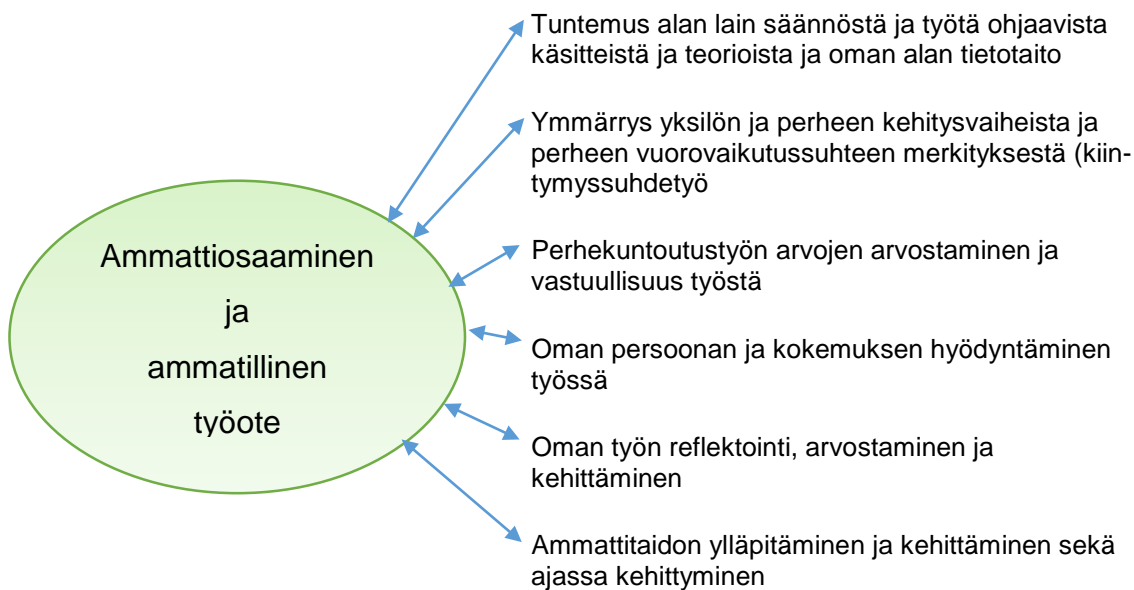 Tuntemus alan lain säännöstä ja työtä ohjaavista
käsitteistä ja teorioista ja oman alan tietotaito
Ymmärrys yksilön ja perheen kehitysvaiheista ja
perheen vuorovaikutussuhteen merkityksestä (kiin-
tymyssuhdetyö
Ammattiosaaminen
ja
ammatillinen
työote
Perhekuntoutustyön arvojen arvostaminen ja
vastuullisuus työstä
Oman persoonan ja kokemuksen hyödyntäminen
työssä
Oman työn reflektointi, arvostaminen ja
kehittäminen
Ammattitaidon ylläpitäminen ja kehittäminen sekä
ajassa kehittyminen